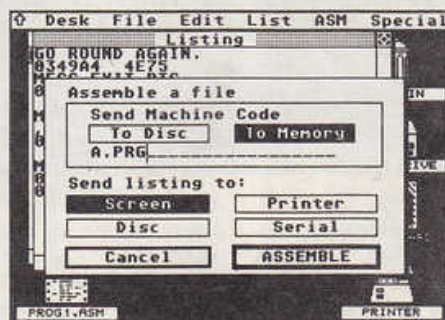 Desk File Edit List ASM Special
Listing
GO ROUND AGAIN.
0349A4 4E75
Assemble a file
Send Machine Code
To Disc To Memory
A.PRG
Send listing to:
Screen Printer
Disc Serial
Cancel ASSEMBLE
PROG1.ASM PRINTER